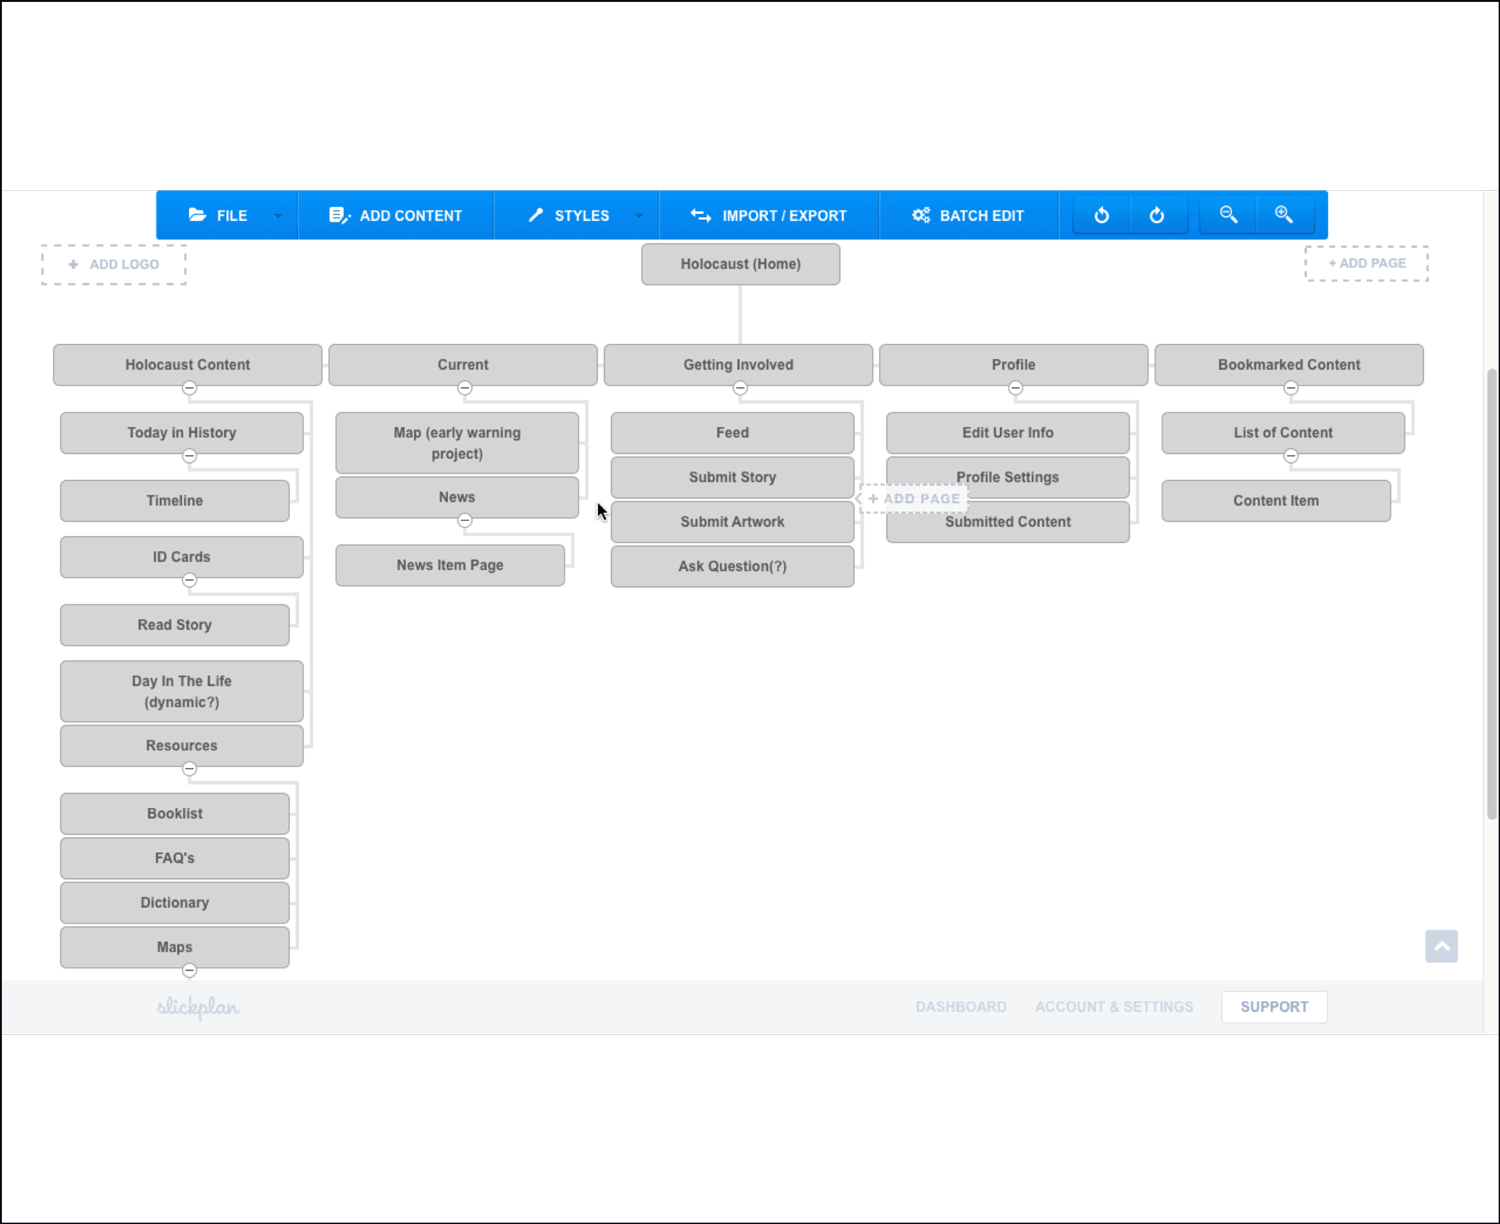 FILE
ADD CONTENT
STYLES
IMPORT / EXPORT
BATCH EDIT
+ ADD LOGO
Holocaust (Home)
+ ADD PAGE
Holocaust Content
Current
Getting Involved
Profile
Bookmarked Content
Today in History
Timeline
ID Cards
Read Story
Day In The Life
(dynamic?)
Resources
Booklist
FAQ's
Dictionary
Maps
Map (early warning
project)
News
News Item Page
Feed
Submit Story
Submit Artwork
Ask Question(?)
Edit User Info
Profile Settings
+ ADD PAGE
Submitted Content
List of Content
Content Item
slickplan
DASHBOARD
ACCOUNT & SETTINGS
SUPPORT